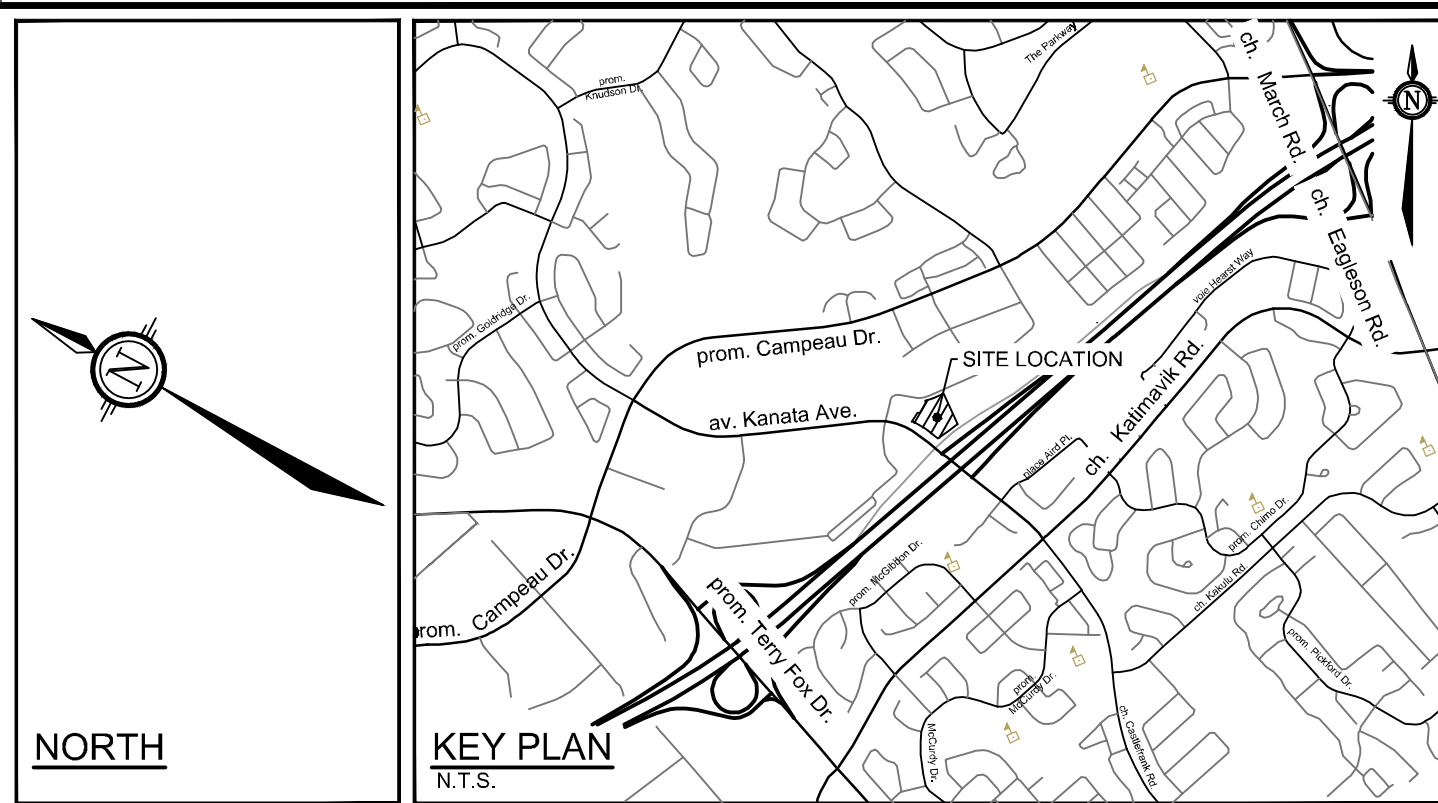 N
NORTH
prom.
Knudson Dr.
The Parkway
ch. March Rd.
N
ch. Eagleson Rd.
voie Hearst Way
prom. Goldridge Dr.
prom. Campeau Dr.
SITE LOCATION
av. Kanata Ave.
ch. Katimavik Rd.
place Aird Pl.
prom. Chimo Dr.
prom. McGibbon Dr.
ch. Kakulu Rd.
prom. Campeau Dr.
prom. Terry Fox Dr.
prom. Pickford Dr.
prom.
McCurdy Dr.
McCurdy Dr.
ch. Castlefrank Rd.
KEY PLAN
N.T.S.